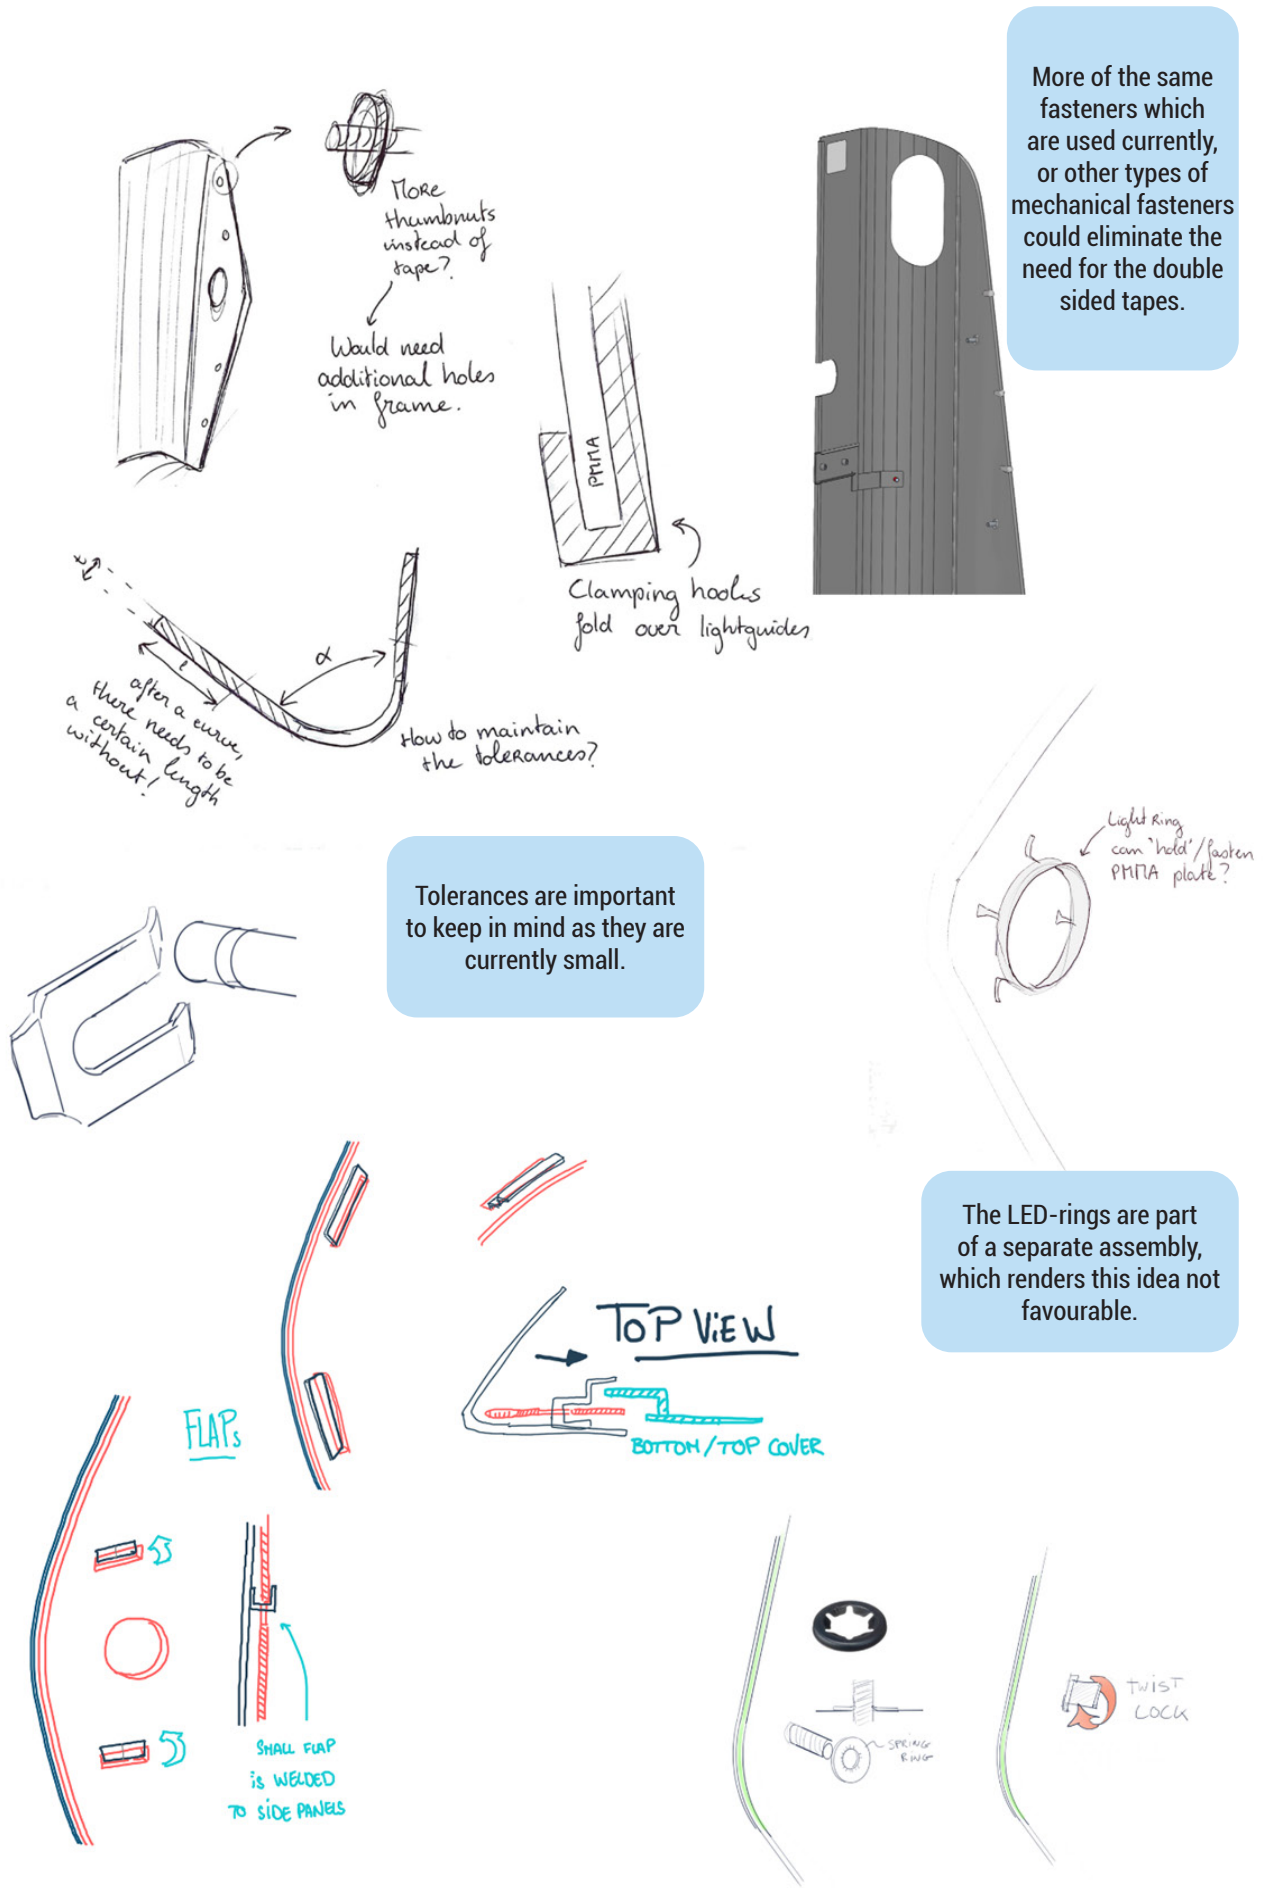 More of the same
fasteners which
are used currently,
or other types of
mechanical fasteners
could eliminate the
need for the double
sided tapes.
More
thumbnuts
instead of
tape?
Would need
additional holes
in frame.
PMMA
Clamping hooks
fold over lightguides
x
α
l
after a curve,
there needs to be
a certain length
without!
How to maintain
the tolerances?
Light Ring
can 'hold'/fasten
PMMA plate?
Tolerances are important
to keep in mind as they are
currently small.
The LED-rings are part
of a separate assembly,
which renders this idea not
favourable.
TOP VIEW
BOTTOM/TOP COVER
FLAPs
SMALL FLAP
is WELDED
TO SIDE PANELS
SPRING
RING
TWIST
LOCK